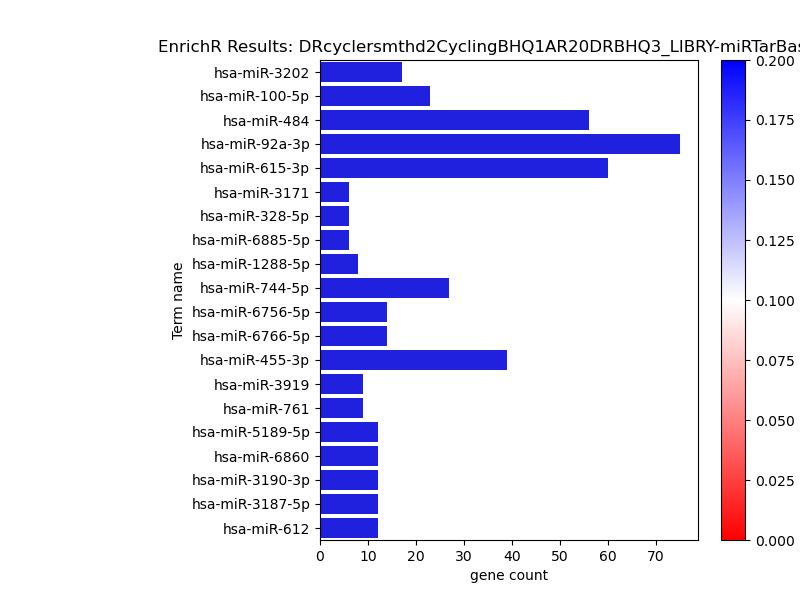 EnrichR Results: DRcyclersmthd2CyclingBHQ1AR20DRBHQ3_LIBRY-miRTarBas
hsa-miR-3202
hsa-miR-100-5p
hsa-miR-484
hsa-miR-92a-3p
hsa-miR-615-3p
hsa-miR-3171
hsa-miR-328-5p
hsa-miR-6885-5p
hsa-miR-1288-5p
hsa-miR-744-5p
hsa-miR-6756-5p
hsa-miR-6766-5p
hsa-miR-455-3p
hsa-miR-3919
hsa-miR-761
hsa-miR-5189-5p
hsa-miR-6860
hsa-miR-3190-3p
hsa-miR-3187-5p
hsa-miR-612
Term name
0 10 20 30 40 50 60 70
gene count
0.200
0.175
0.150
0.125
0.100
0.075
0.050
0.025
0.000